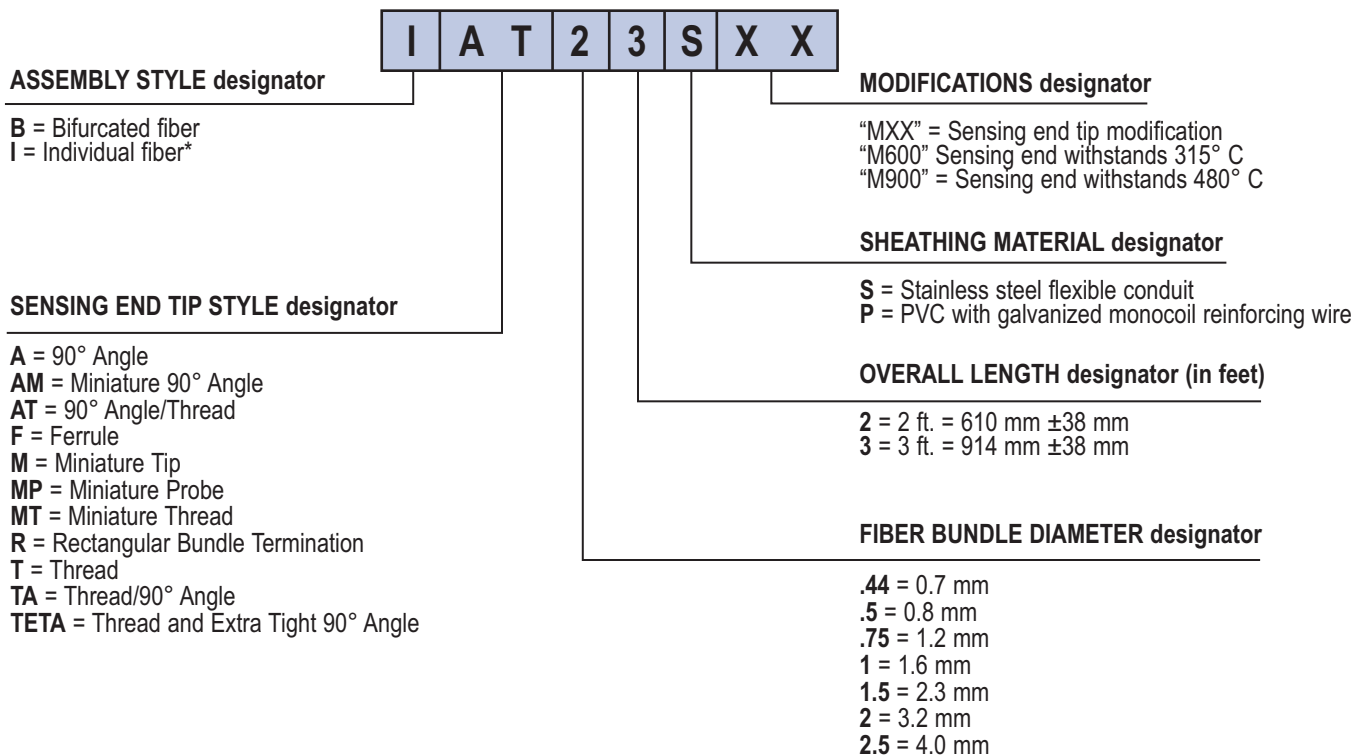 I A T 2 3 S X X
ASSEMBLY STYLE designator
B = Bifurcated fiber
I = Individual fiber*
SENSING END TIP STYLE designator
A = 90° Angle
AM = Miniature 90° Angle
AT = 90° Angle/Thread
F = Ferrule
M = Miniature Tip
MP = Miniature Probe
MT = Miniature Thread
R = Rectangular Bundle Termination
T = Thread
TA = Thread/90° Angle
TETA = Thread and Extra Tight 90° Angle
MODIFICATIONS designator
“MXX” = Sensing end tip modification
“M600” Sensing end withstands 315° C
“M900” = Sensing end withstands 480° C
SHEATHING MATERIAL designator
S = Stainless steel flexible conduit
P = PVC with galvanized monocoil reinforcing wire
OVERALL LENGTH designator (in feet)
2 = 2 ft. = 610 mm ±38 mm
3 = 3 ft. = 914 mm ±38 mm
FIBER BUNDLE DIAMETER designator
.44 = 0.7 mm
.5 = 0.8 mm
.75 = 1.2 mm
1 = 1.6 mm
1.5 = 2.3 mm
2 = 3.2 mm
2.5 = 4.0 mm